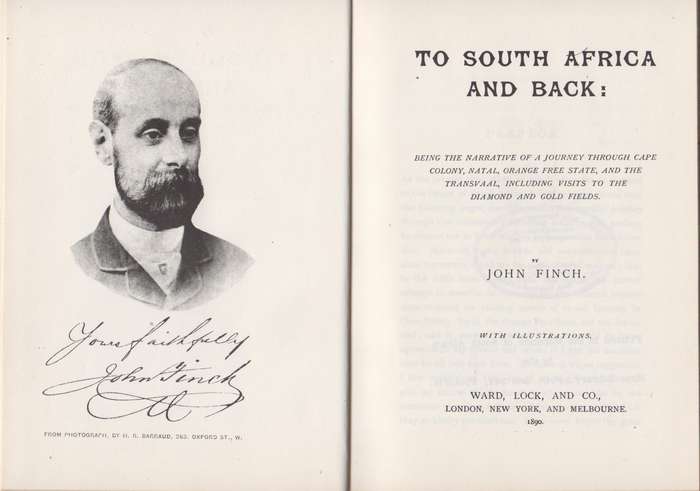 Yours faithfully
John Finch
FROM PHOTOGRAPH, BY H. R. BARRAUD, 263, OXFORD ST., W.
TO SOUTH AFRICA
AND BACK:
BEING THE NARRATIVE OF A JOURNEY THROUGH CAPE
COLONY, NATAL, ORANGE FREE STATE, AND THE
TRANSVAAL, INCLUDING VISITS TO THE
DIAMOND AND GOLD FIELDS.
BY
JOHN FINCH.
WITH ILLUSTRATIONS.
WARD, LOCK, AND CO.,
LONDON, NEW YORK, AND MELBOURNE.
1890.